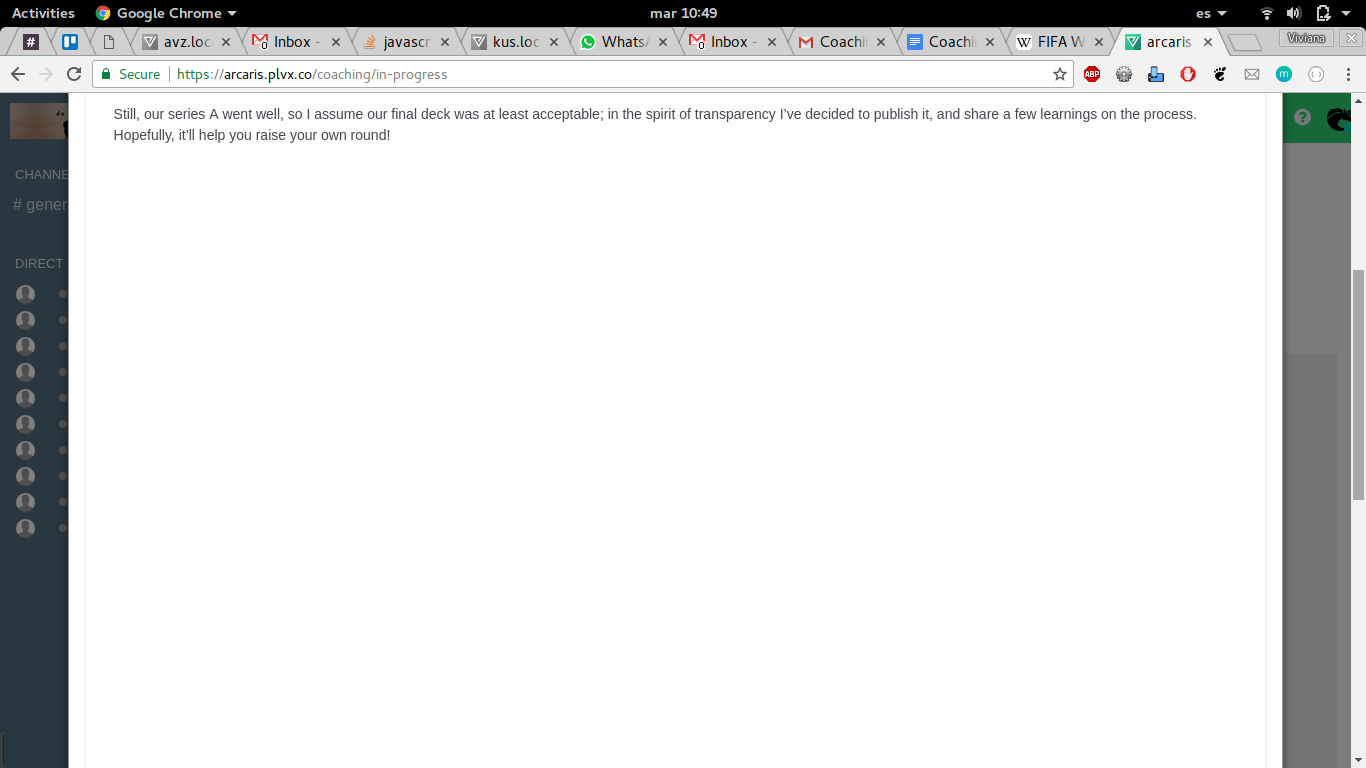 Activities Google Chrome mar 10:49 es
# avz.loc Inbox - javascr kus.loc WhatsA Inbox - Coachi Coachi FIFA W arcaris Viviana
Secure https://arcaris.plvx.co/coaching/in-progress ABP m
Still, our series A went well, so I assume our final deck was at least acceptable; in the spirit of transparency I’ve decided to publish it, and share a few learnings on the process.
Hopefully, it’ll help you raise your own round!
do
CHANNE
# gener
DIRECT